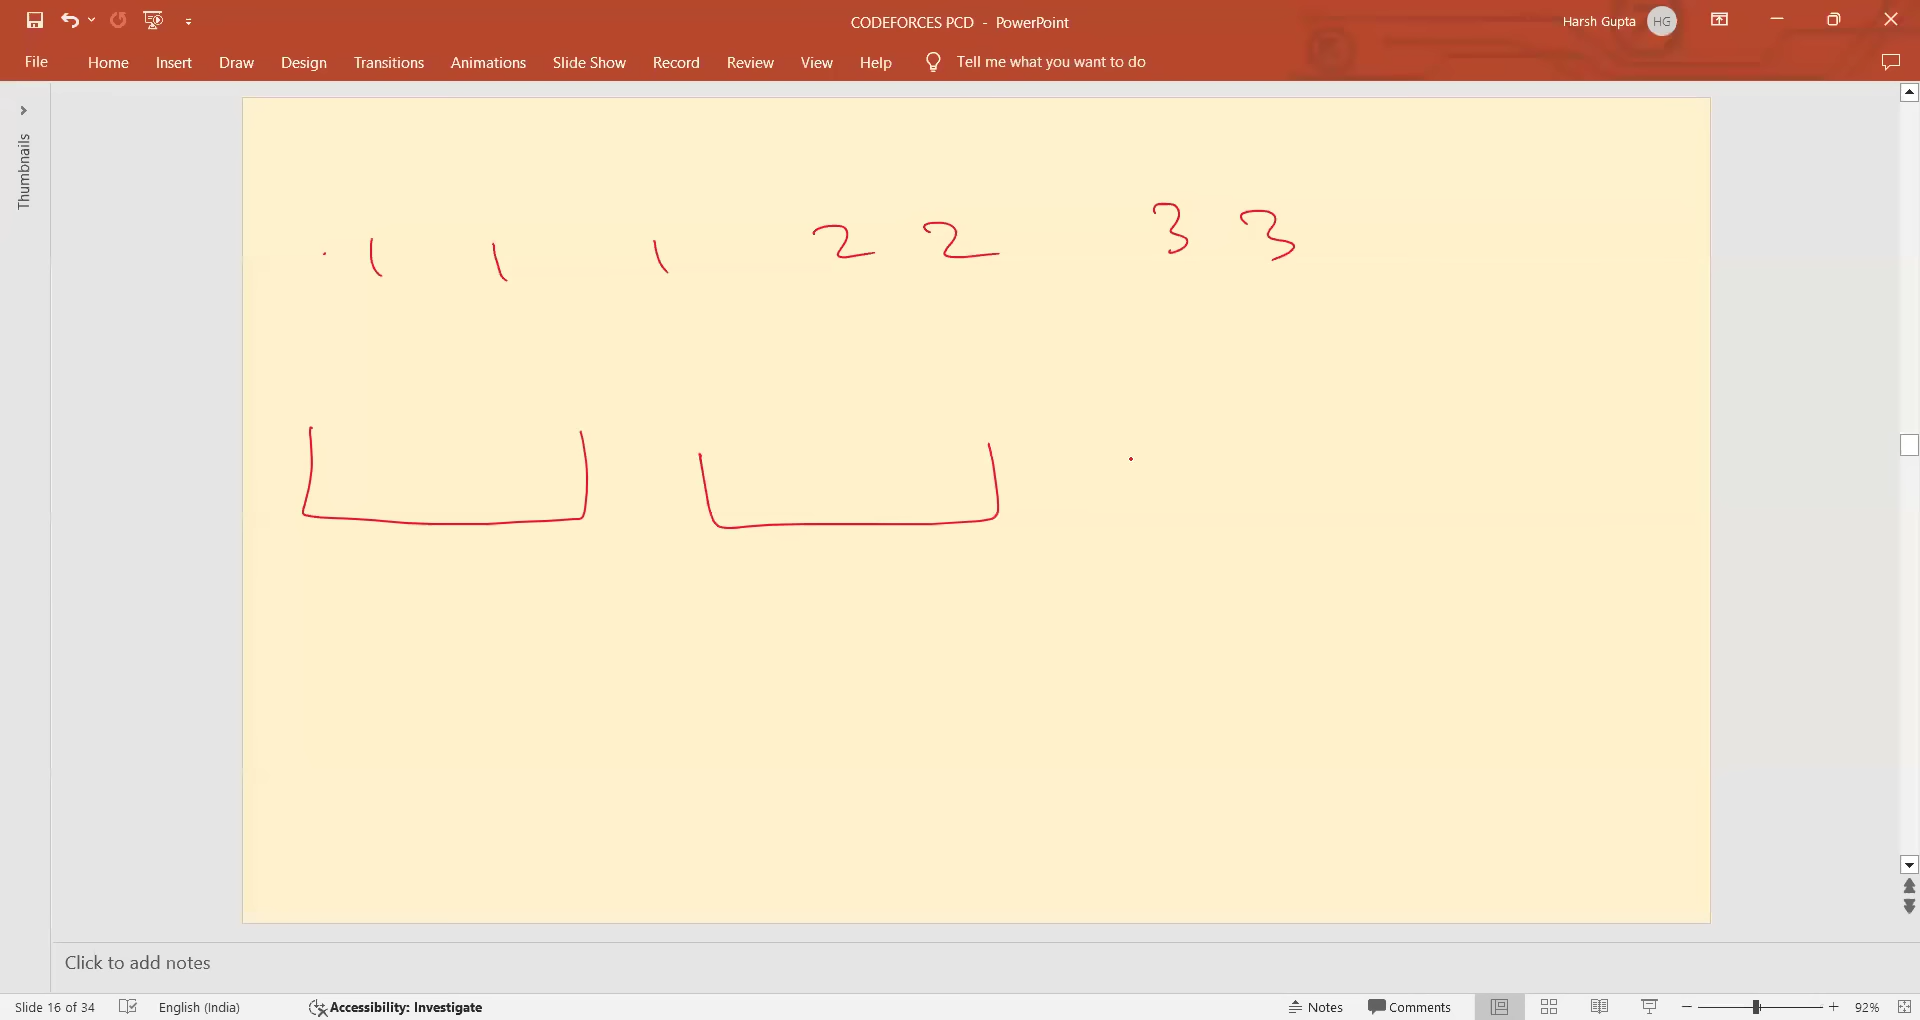 CODEFORCES PCD - PowerPoint
Harsh Gupta HG
File Home Insert Draw Design Transitions Animations Slide Show Record Review View Help Tell me what you want to do
Thumbnails
1 1 1 2 2 3 3
Click to add notes
Slide 16 of 34 English (India) Accessibility: Investigate Notes Comments 92%